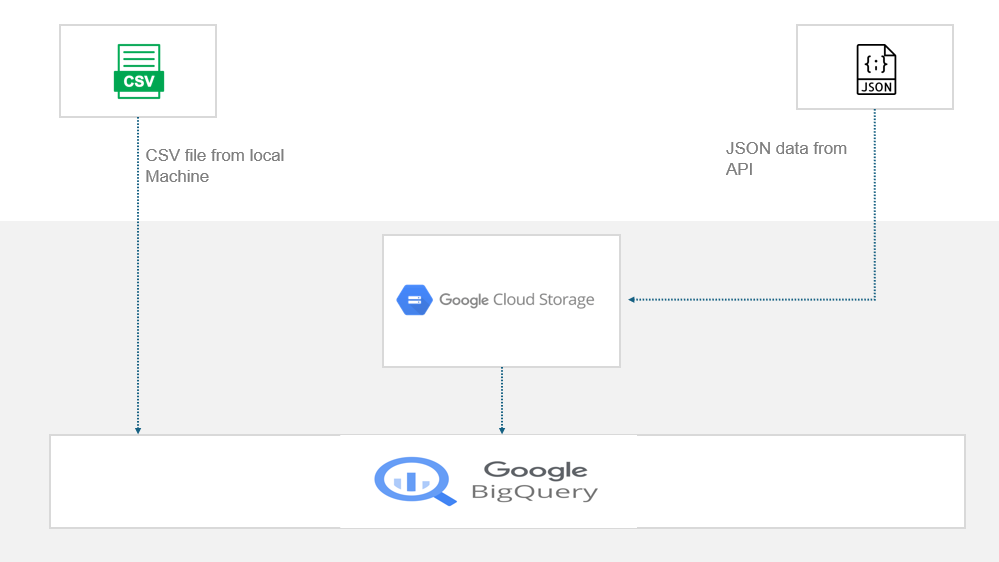 CSV
{;}
JSON
CSV file from local
Machine
JSON data from
API
Google Cloud Storage
Google
BigQuery